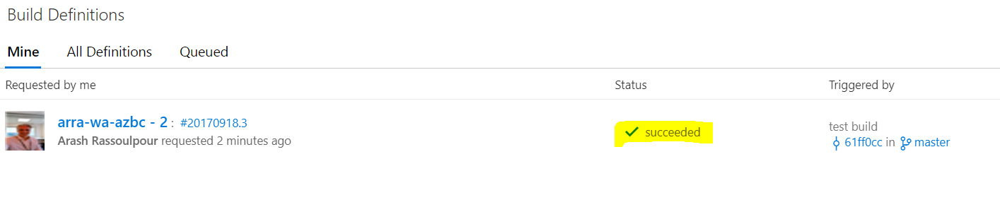 Build Definitions
Mine All Definitions Queued
Requested by me Status Triggered by
arra-wa-azbc - 2 : #20170918.3
Arash Rassoulpour requested 2 minutes ago
succeeded
test build
61ff0cc in master